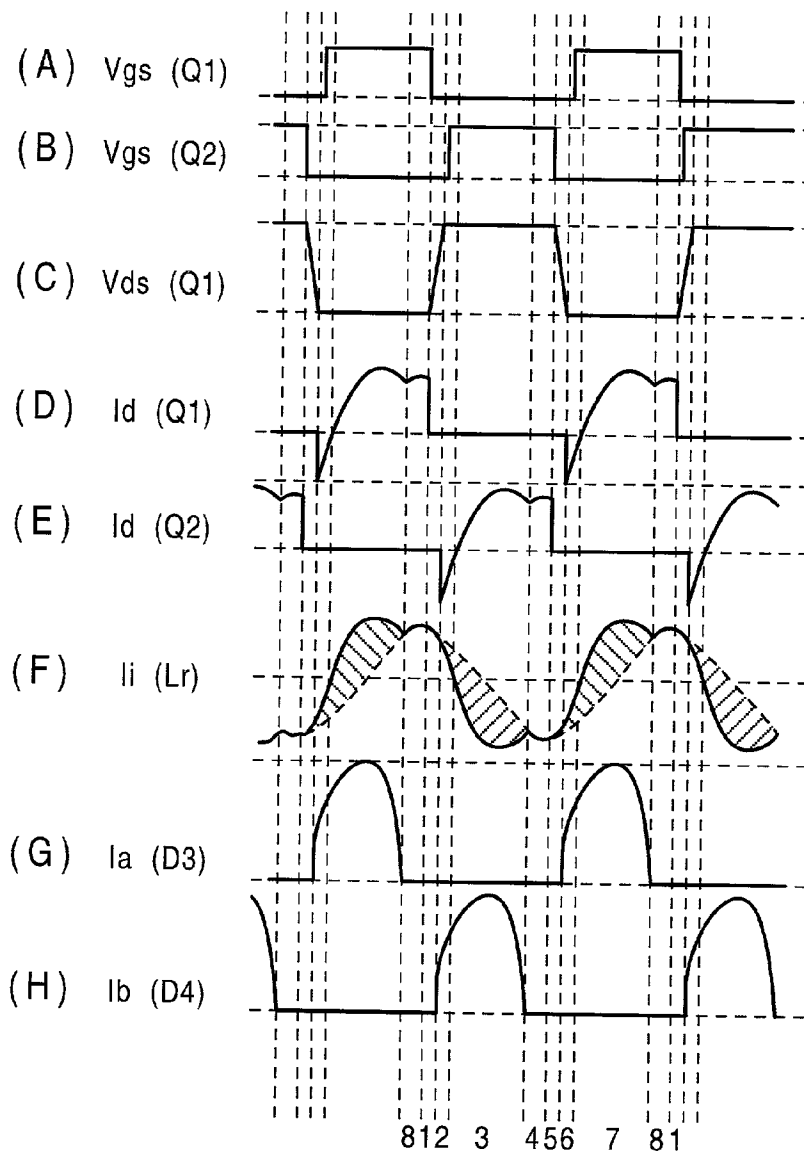 (A) Vgs (Q1)
(B) Vgs (Q2)
(C) Vds (Q1)
(D) Id (Q1)
(E) Id (Q2)
(F) Ii (Lr)
(G) Ia (D3)
(H) Ib (D4)
812 3 456 7 81